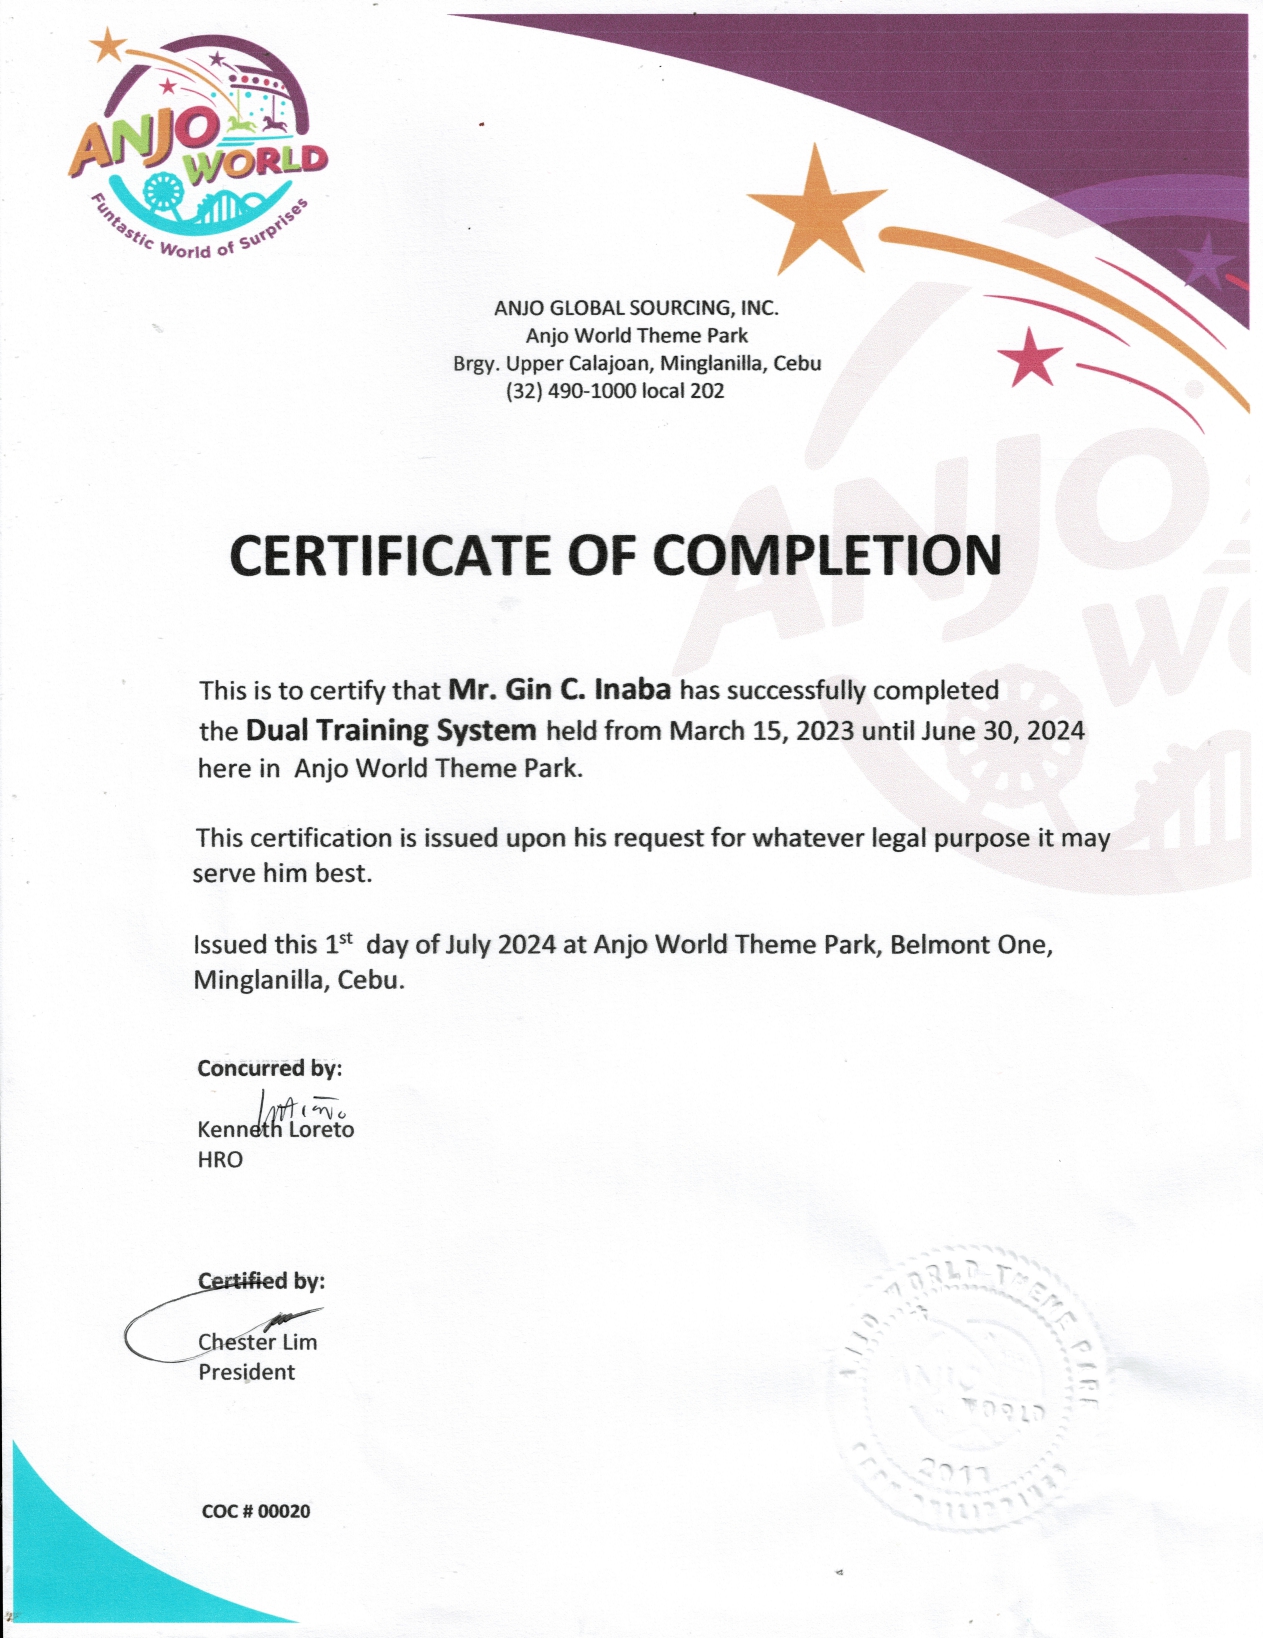 ANJO
WORLD
Funtastic World of Surprises
ANJO GLOBAL SOURCING, INC.
Anjo World Theme Park
Brgy. Upper Calajoan, Minglanilla, Cebu
(32) 490-1000 local 202
ANJO
WO
CERTIFICATE OF COMPLETION
This is to certify that Mr. Gin C. Inaba has successfully completed
the Dual Training System held from March 15, 2023 until June 30, 2024
here in Anjo World Theme Park.
This certification is issued upon his request for whatever legal purpose it may
serve him best.
Issued this 1st day of July 2024 at Anjo World Theme Park, Belmont One,
Minglanilla, Cebu.
Concurred by:
Kenneth Loreto
HRO
Certified by:
Chester Lim
President
ANJO WORLD THEME PARK
ANJO
WORLD
PHILIPPINES
COC # 00020